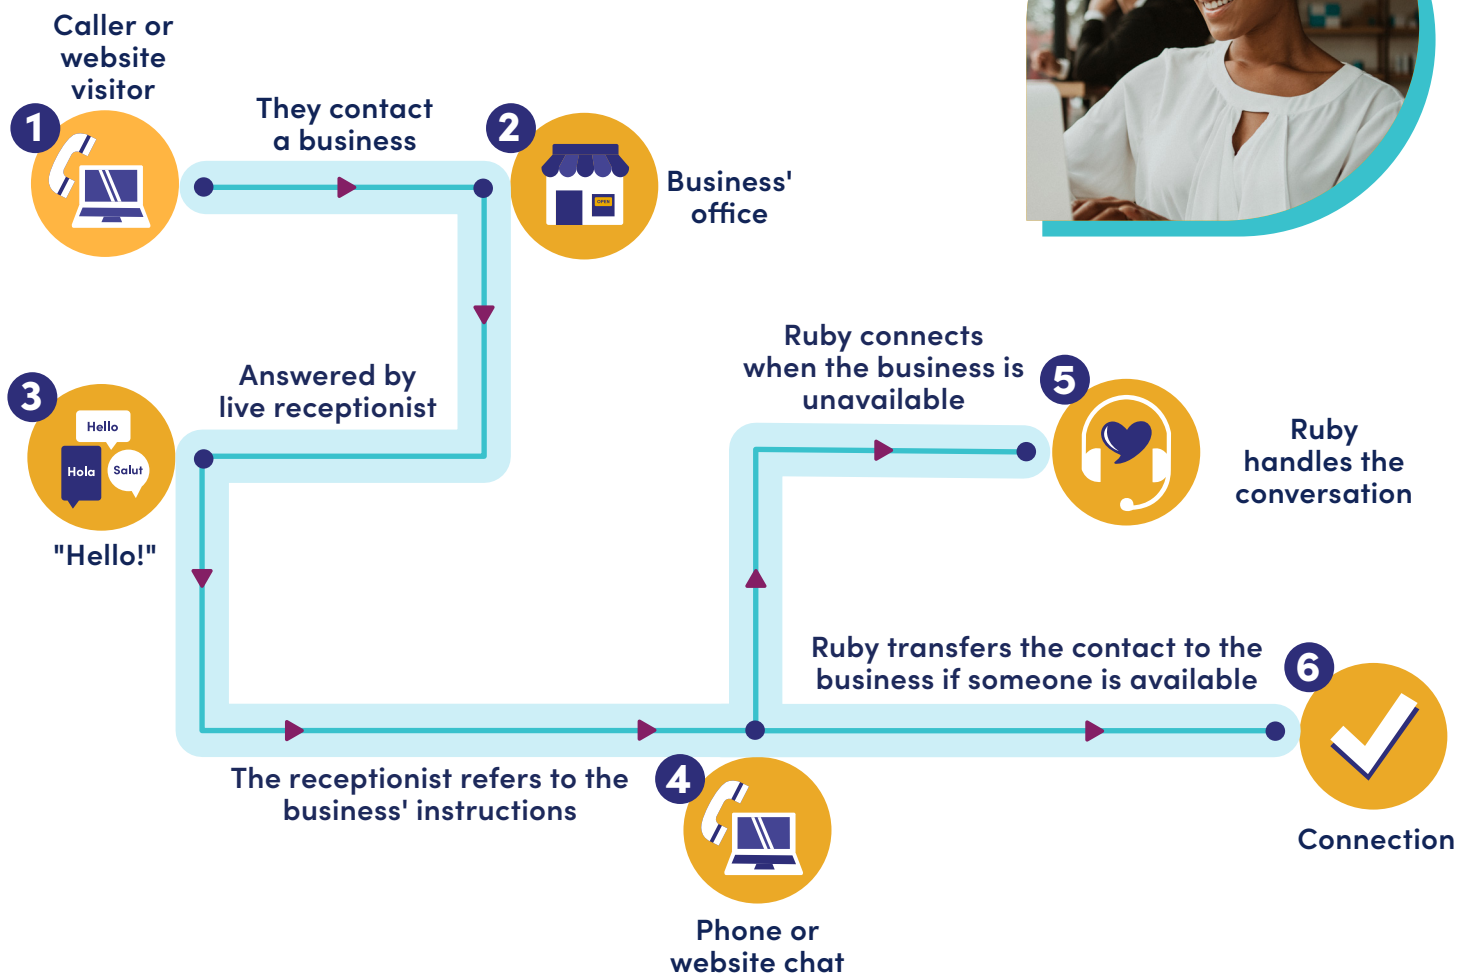 Caller or
website
visitor
1
They contact
a business
2
OPEN
Business'
office
3
Hello
Hola
Salut
"Hello!"
Answered by
live receptionist
The receptionist refers to the
business' instructions
4
Phone or
website chat
Ruby connects
when the business is
unavailable
5
Ruby
handles the
conversation
Ruby transfers the contact to the
business if someone is available
6
Connection